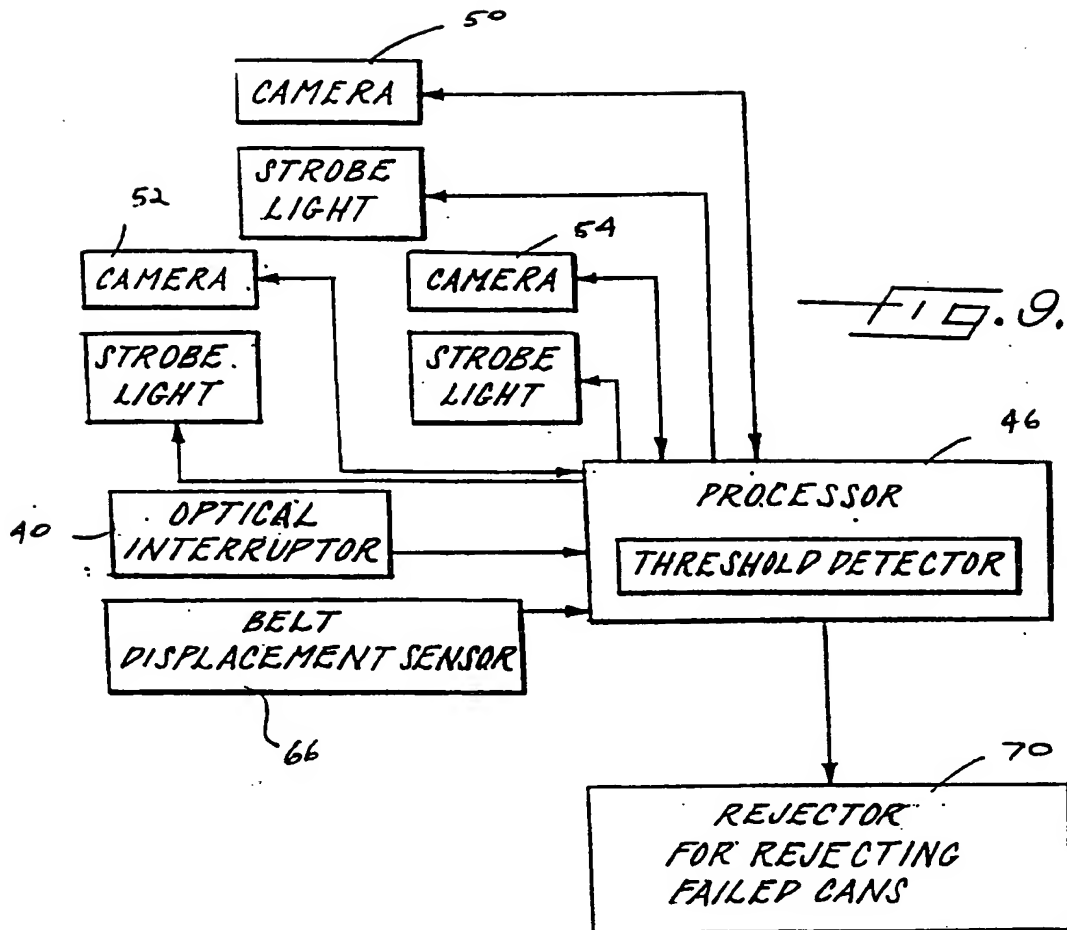 50
CAMERA
STROBE
LIGHT
52
54
CAMERA
CAMERA
Fig. 9.
STROBE
LIGHT
STROBE
LIGHT
46
PROCESSOR
40
OPTICAL
INTERRUPTOR
THRESHOLD DETECTOR
BELT
DISPLACEMENT SENSOR
66
70
REJECTOR
FOR REJECTING
FAILED CANS